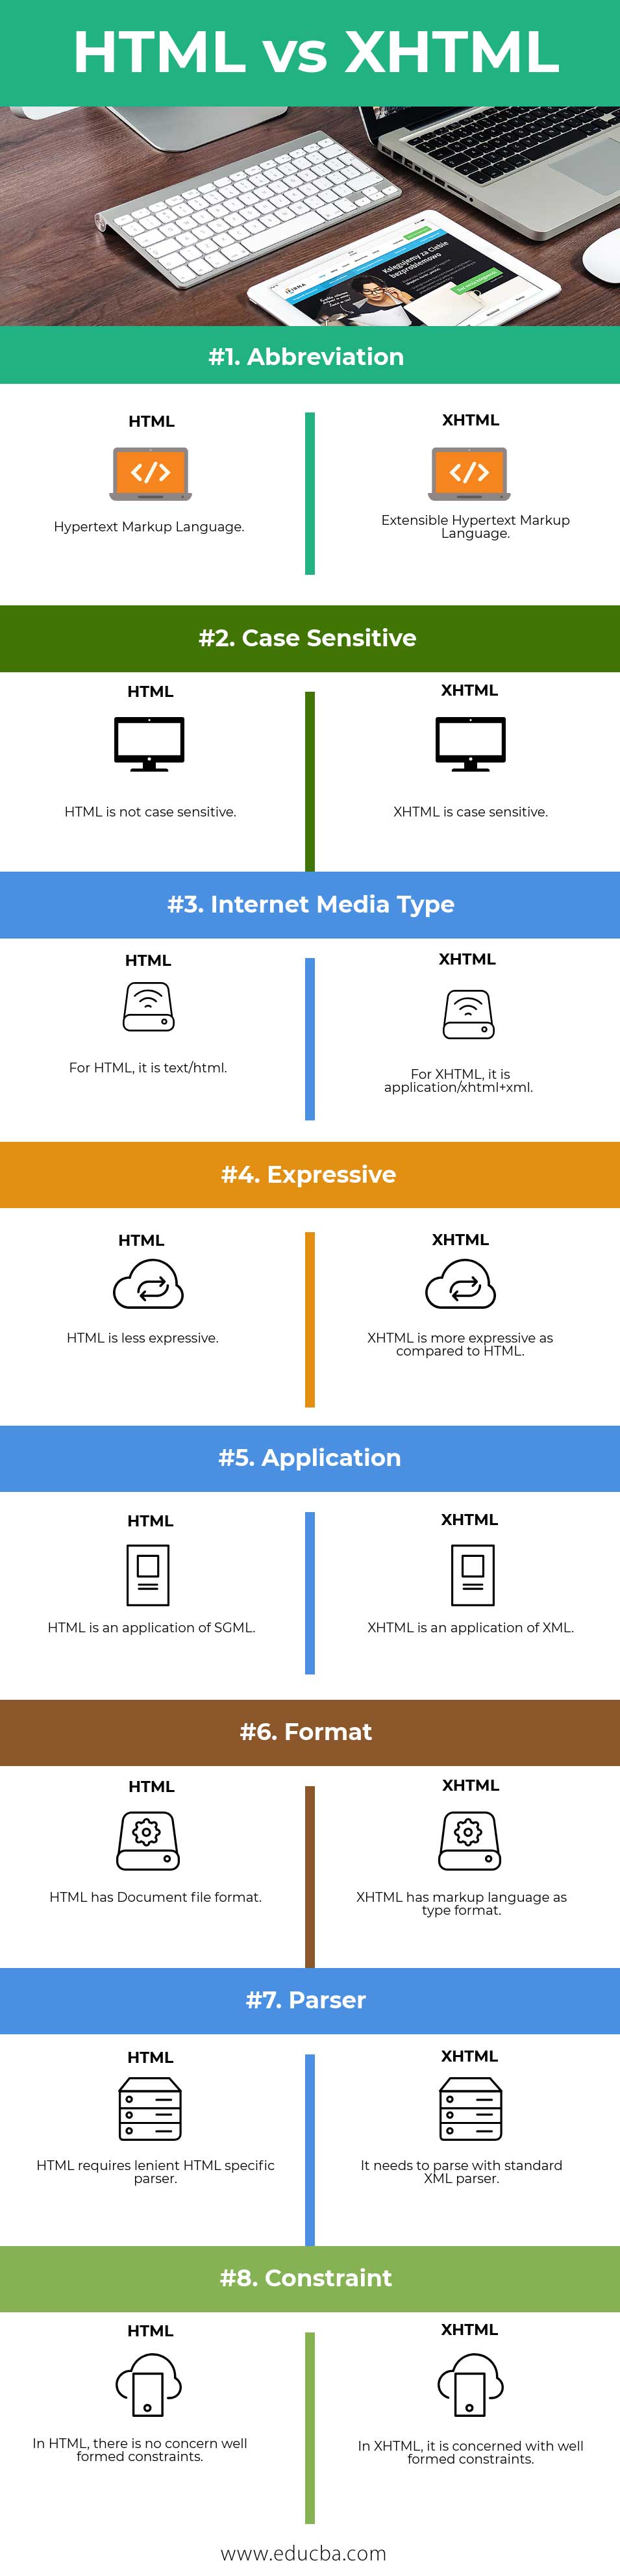 HTML vs XHTML
Księgujemy za Ciebie
bezproblemowo
#1. Abbreviation
HTML
XHTML
Hypertext Markup Language.
Extensible Hypertext Markup
Language.
#2. Case Sensitive
HTML
XHTML
HTML is not case sensitive.
XHTML is case sensitive.
#3. Internet Media Type
HTML
XHTML
For HTML, it is text/html.
For XHTML, it is
application/xhtml+xml.
#4. Expressive
HTML
XHTML
HTML is less expressive.
XHTML is more expressive as
compared to HTML.
#5. Application
HTML
XHTML
HTML is an application of SGML.
XHTML is an application of XML.
#6. Format
HTML
XHTML
HTML has Document file format.
XHTML has markup language as
type format.
#7. Parser
HTML
XHTML
HTML requires lenient HTML specific
parser.
It needs to parse with standard
XML parser.
#8. Constraint
HTML
XHTML
In HTML, there is no concern well
formed constraints.
In XHTML, it is concerned with well
formed constraints.
www.educba.com